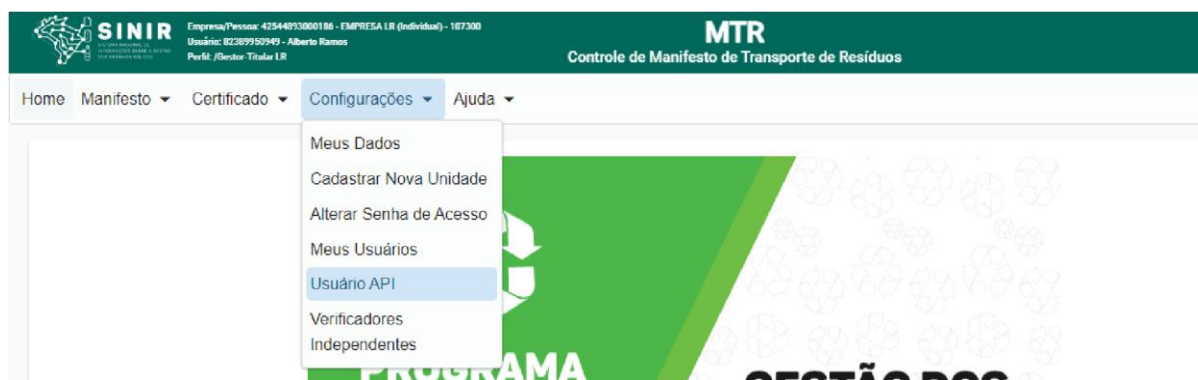 SINIR
Empresa/Pessoa: 42544893000186 - EMPRESA LR (Individual) - 107300
Usuário: 82389950949 - Alberto Ramos
Perfil: /Gestor-Titular LR
MTR
Controle de Manifesto de Transporte de Resíduos
Home Manifesto Certificado Configurações Ajuda
Meus Dados
Cadastrar Nova Unidade
Alterar Senha de Acesso
Meus Usuários
Usuário API
Verificadores
Independentes
PROGRAMA
GESTÃO DOS